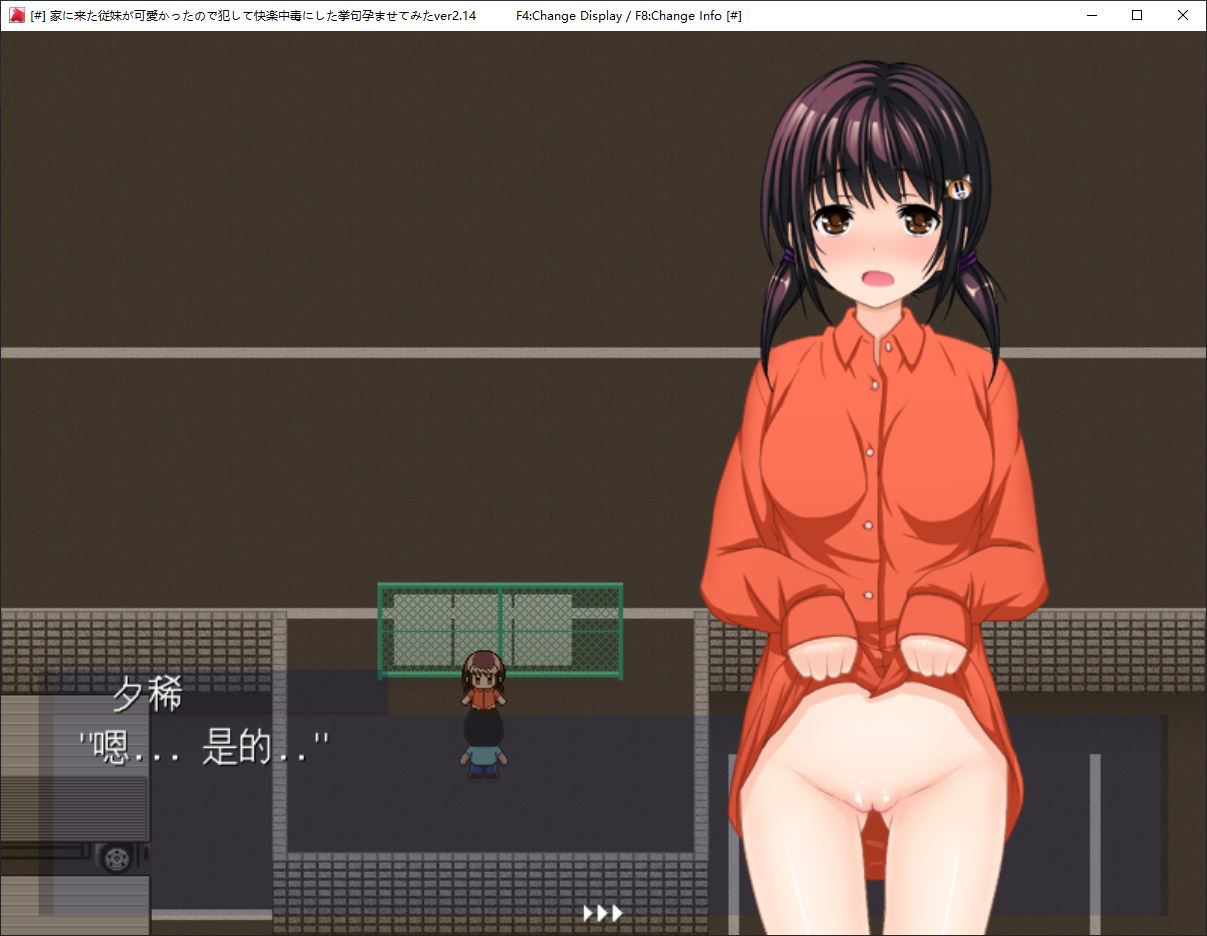 [#] 家に来た従妹が可愛かったので犯して快楽中毒にした挙句孕ませてみたver2.14 F4:Change Display / F8:Change Info [#]
夕稀
"嗯... 是的.."